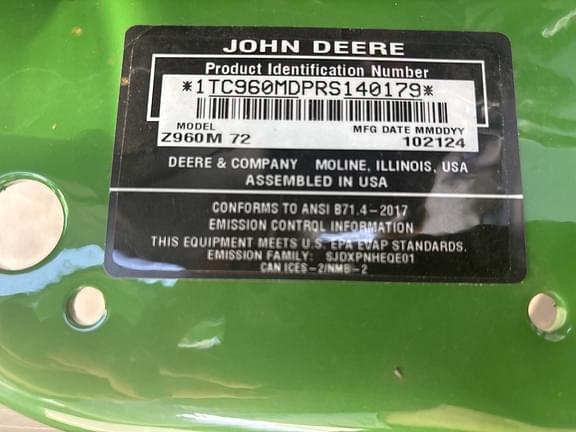 JOHN DEERE
Product Identification Number
*1TC960MDPRS140179*
MODEL MFG DATE MMDDYY
Z960M 72 102124
DEERE & COMPANY MOLINE, ILLINOIS, USA
ASSEMBLED IN USA
CONFORMS TO ANSI B71.4-2017
EMISSION CONTROL INFORMATION
THIS EQUIPMENT MEETS U.S. EPA EVAP STANDARDS.
EMISSION FAMILY: SJDXPNHEQE01
CAN ICES-2/NMB-2